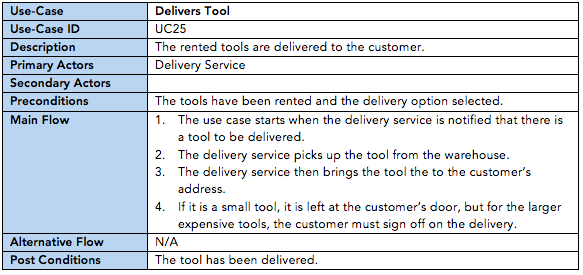 Use-Case Delivers Tool
Use-Case ID UC25
Description The rented tools are delivered to the customer.
Primary Actors Delivery Service
Secondary Actors
Preconditions The tools have been rented and the delivery option selected.
Main Flow 1. The use case starts when the delivery service is notified that there is
a tool to be delivered.
2. The delivery service picks up the tool from the warehouse.
3. The delivery service then brings the tool the to the customer's
address.
4. If it is a small tool, it is left at the customer's door, but for the larger
expensive tools, the customer must sign off on the delivery.
Alternative Flow N/A
Post Conditions The tool has been delivered.